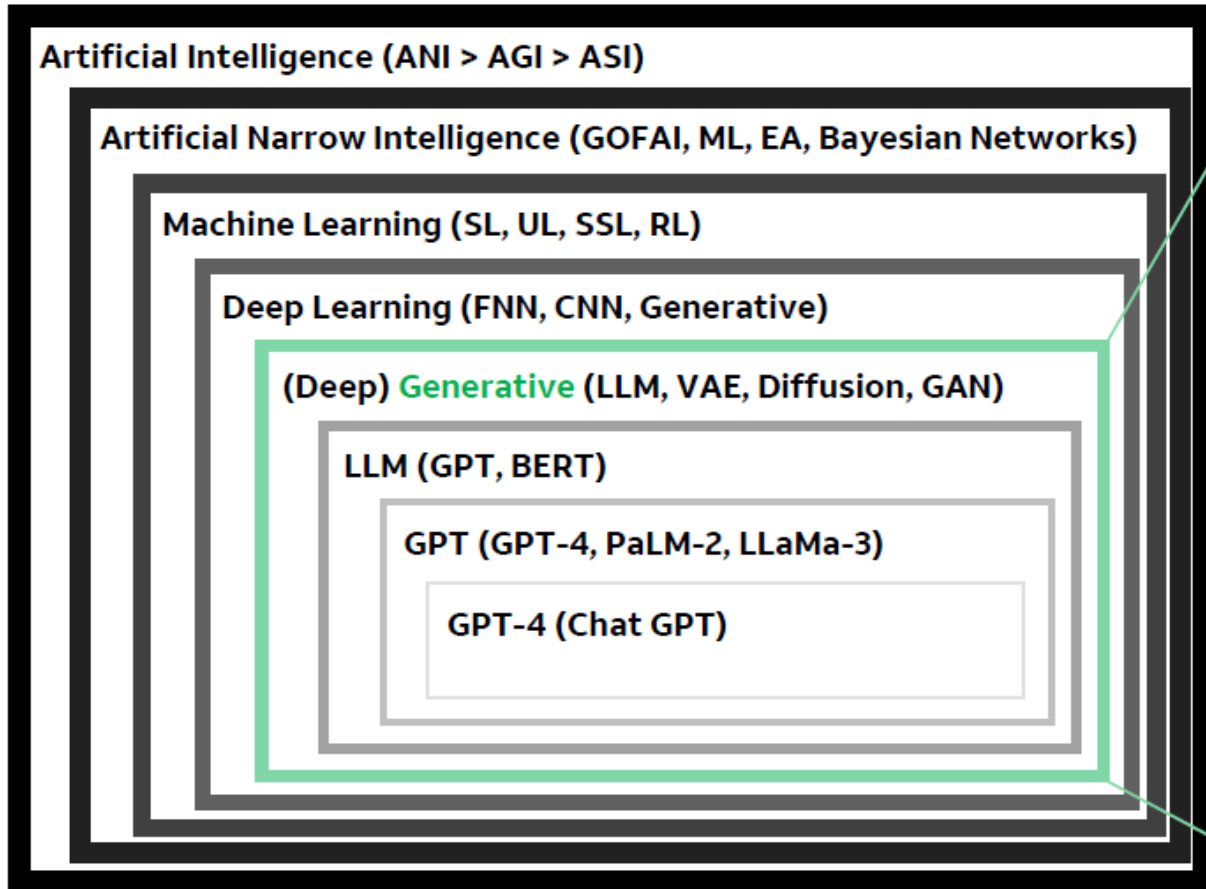 Artificial Intelligence (ANI > AGI > ASI)
Artificial Narrow Intelligence (GOFAI, ML, EA, Bayesian Networks)
Machine Learning (SL, UL, SSL, RL)
Deep Learning (FNN, CNN, Generative)
(Deep) Generative (LLM, VAE, Diffusion, GAN)
LLM (GPT, BERT)
GPT (GPT-4, PaLM-2, LLaMa-3)
GPT-4 (Chat GPT)